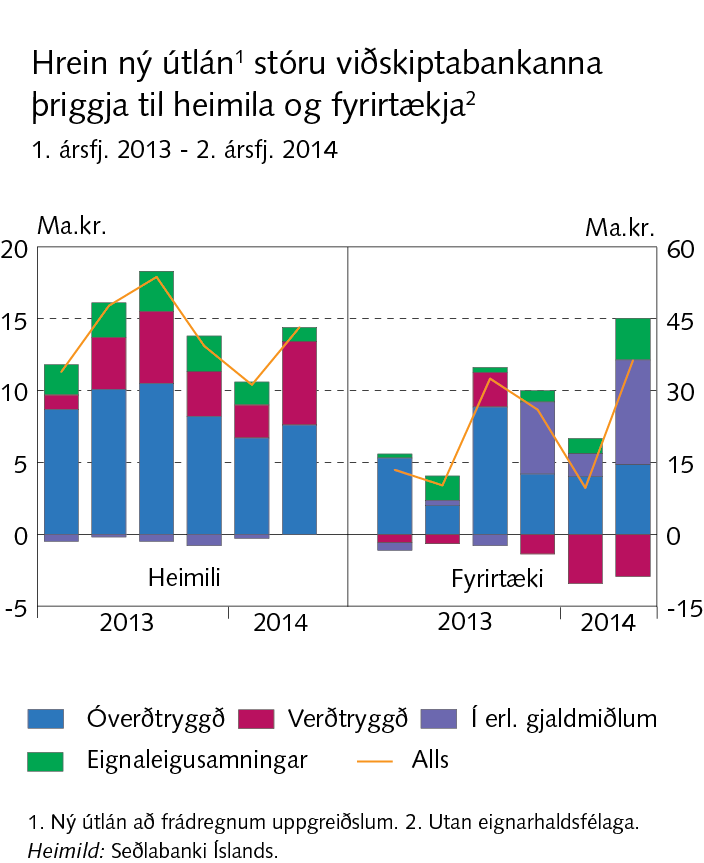 Hrein ný útlán¹ stóru viðskiptabankanna
þriggja til heimila og fyrirtækja²
1. ársfj. 2013 - 2. ársfj. 2014
Ma.kr.
Ma.kr.
20
60
15
45
10
30
5
15
0
0
-5
-15
Heimili
Fyrirtæki
2013
2014
2013
2014
Óverðtryggð
Verðtryggð
Í erl. gjaldmiðlum
Eignaleigusamningar
Alls
1. Ný útlán að frádregnum uppgreiðslum. 2. Utan eignarhaldsfélaga.
Heimild: Seðlabanki Íslands.